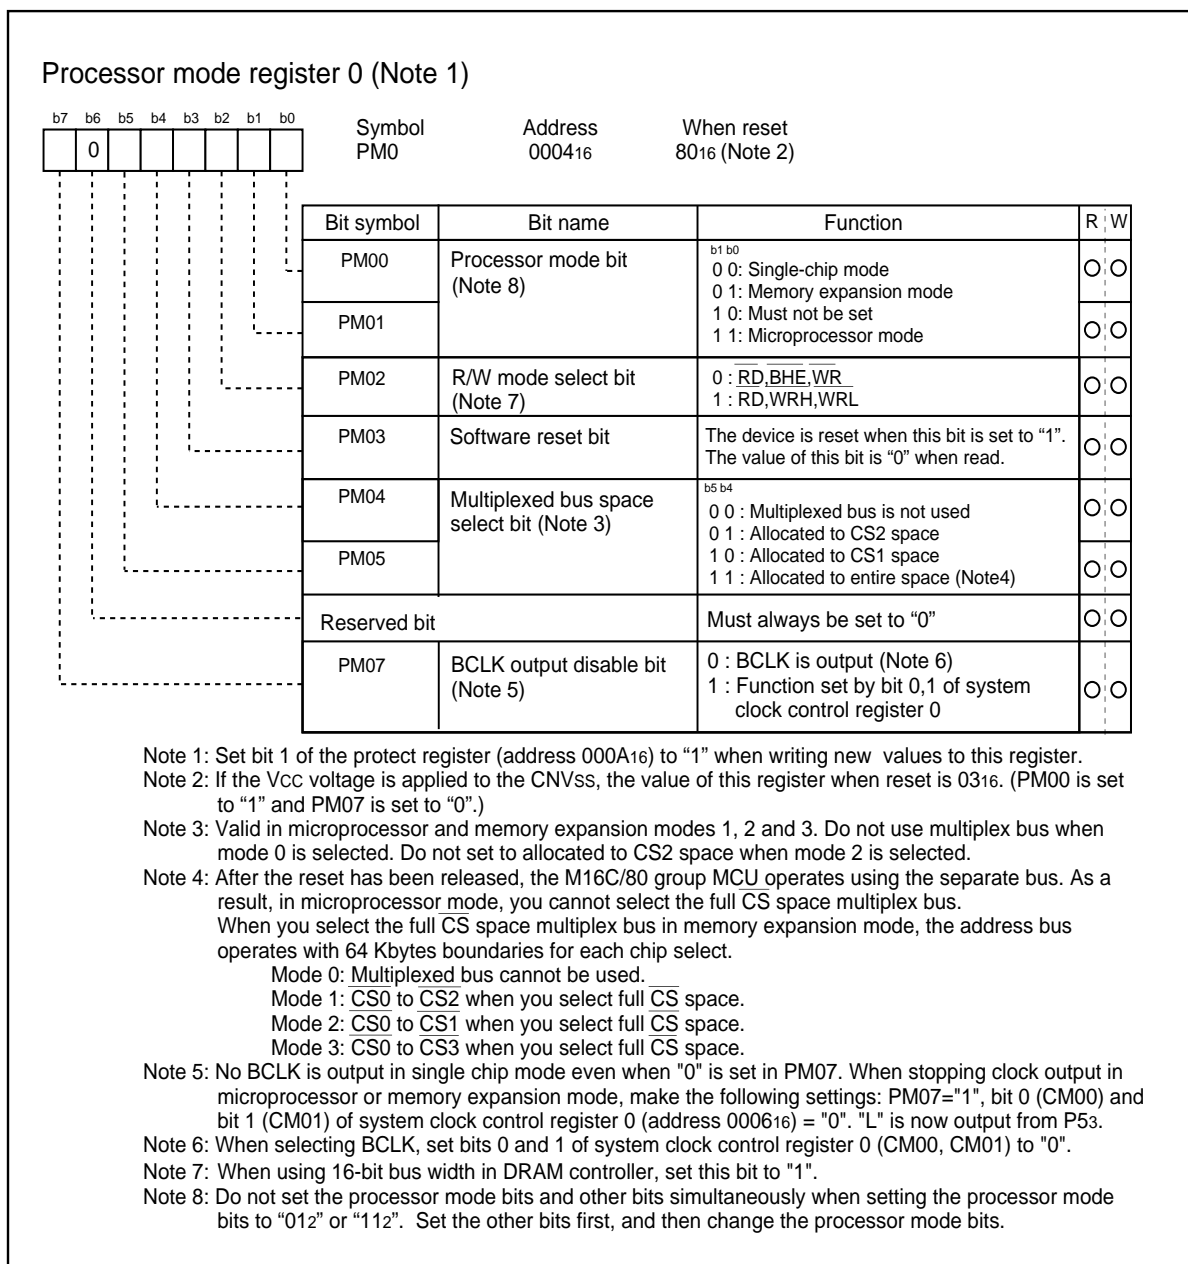 Processor mode register 0 (Note 1)
b7 b6 b5 b4 b3 b2 b1 b0
0
Symbol Address When reset
PM0 000416 8016 (Note 2)
Bit symbol Bit name Function R W
PM00 Processor mode bit (Note 8)
b1 b0
0 0: Single-chip mode
0 1: Memory expansion mode
1 0: Must not be set
1 1: Microprocessor mode
PM01
PM02 R/W mode select bit (Note 7)
0 : RD,BHE,WR
1 : RD,WRH,WRL
PM03 Software reset bit
The device is reset when this bit is set to “1”.
The value of this bit is “0” when read.
PM04 Multiplexed bus space select bit (Note 3)
b5 b4
0 0 : Multiplexed bus is not used
0 1 : Allocated to CS2 space
1 0 : Allocated to CS1 space
1 1 : Allocated to entire space (Note4)
PM05
Reserved bit Must always be set to “0”
PM07 BCLK output disable bit (Note 5)
0 : BCLK is output (Note 6)
1 : Function set by bit 0,1 of system
clock control register 0
Note 1: Set bit 1 of the protect register (address 000A16) to “1” when writing new values to this register.
Note 2: If the VCC voltage is applied to the CNVSS, the value of this register when reset is 0316. (PM00 is set
to “1” and PM07 is set to “0”.)
Note 3: Valid in microprocessor and memory expansion modes 1, 2 and 3. Do not use multiplex bus when
mode 0 is selected. Do not set to allocated to CS2 space when mode 2 is selected.
Note 4: After the reset has been released, the M16C/80 group MCU operates using the separate bus. As a
result, in microprocessor mode, you cannot select the full CS space multiplex bus.
When you select the full CS space multiplex bus in memory expansion mode, the address bus
operates with 64 Kbytes boundaries for each chip select.
Mode 0: Multiplexed bus cannot be used.
Mode 1: CS0 to CS2 when you select full CS space.
Mode 2: CS0 to CS1 when you select full CS space.
Mode 3: CS0 to CS3 when you select full CS space.
Note 5: No BCLK is output in single chip mode even when "0" is set in PM07. When stopping clock output in
microprocessor or memory expansion mode, make the following settings: PM07="1", bit 0 (CM00) and
bit 1 (CM01) of system clock control register 0 (address 000616) = "0". "L" is now output from P53.
Note 6: When selecting BCLK, set bits 0 and 1 of system clock control register 0 (CM00, CM01) to "0".
Note 7: When using 16-bit bus width in DRAM controller, set this bit to "1".
Note 8: Do not set the processor mode bits and other bits simultaneously when setting the processor mode
bits to “012” or “112”. Set the other bits first, and then change the processor mode bits.